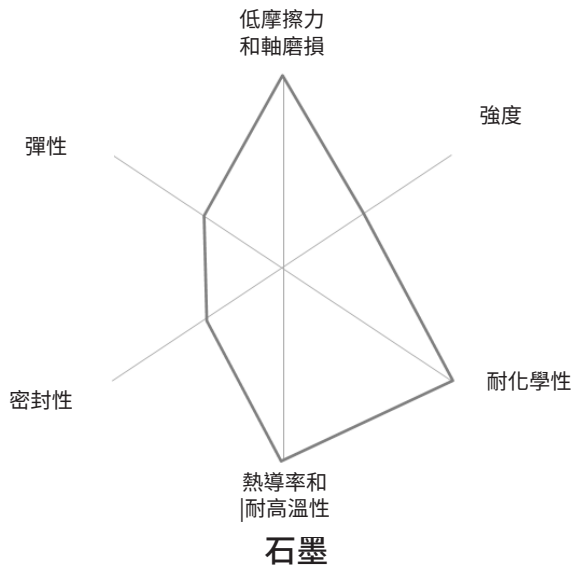 低摩擦力
和軸磨損
強度
彈性
耐化學性
密封性
熱導率和
|耐高溫性
石墨